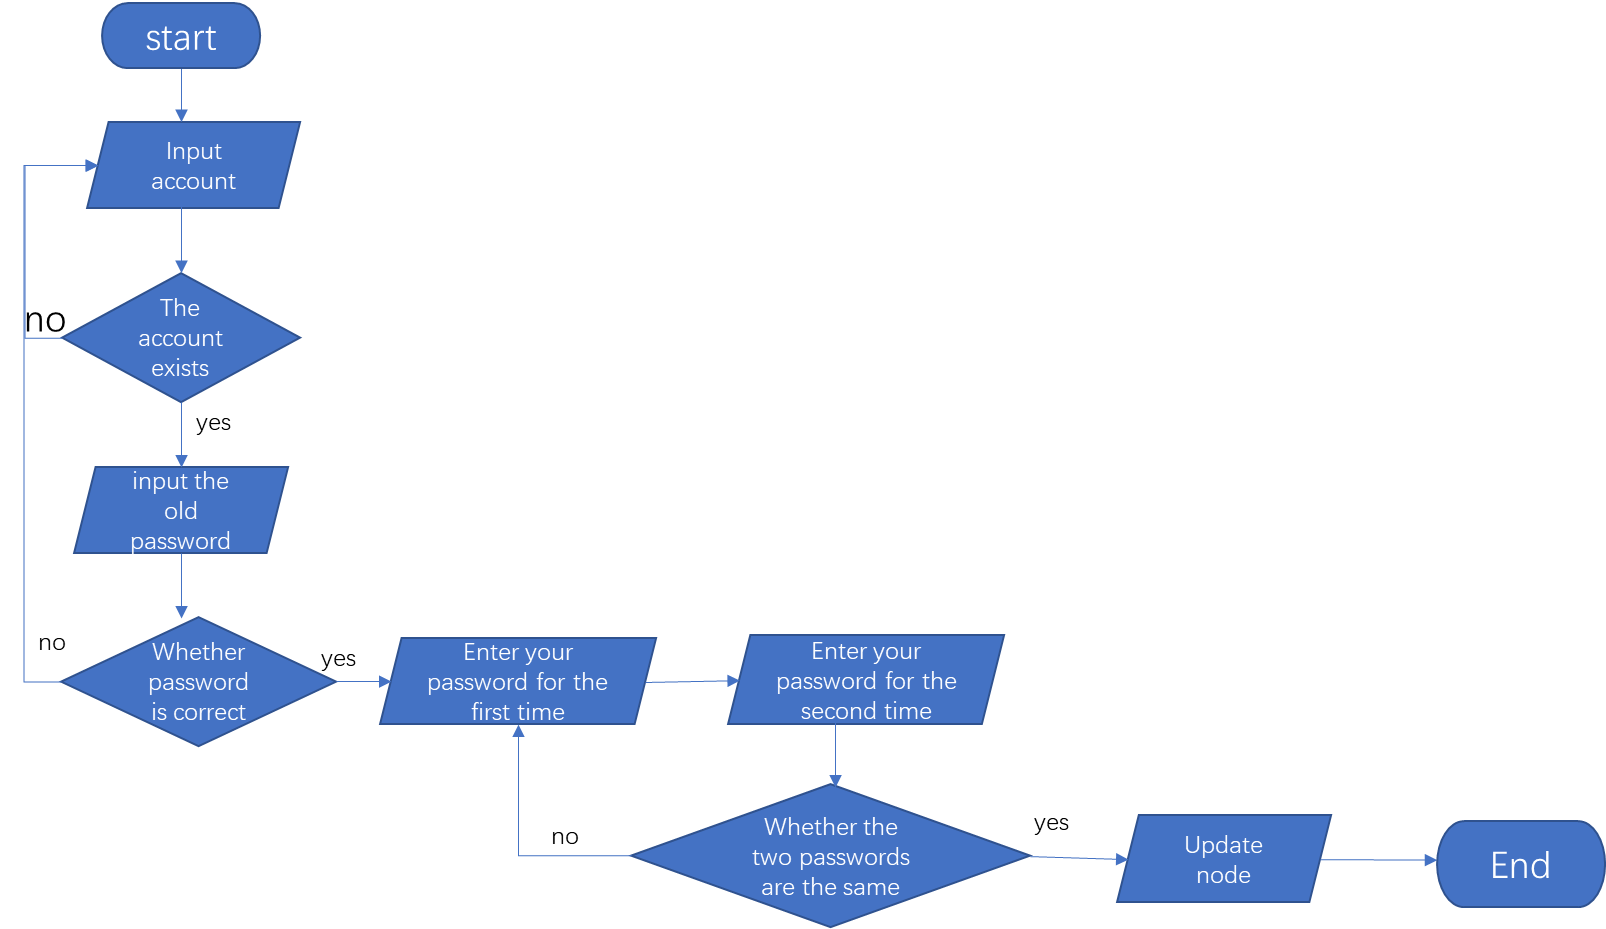 start
Input
account
The
account
exists
no
yes
input the
old
password
no
Whether
password
is correct
yes
Enter your
password for the
first time
Enter your
password for the
second time
no
Whether the
two passwords
are the same
yes
Update
node
End